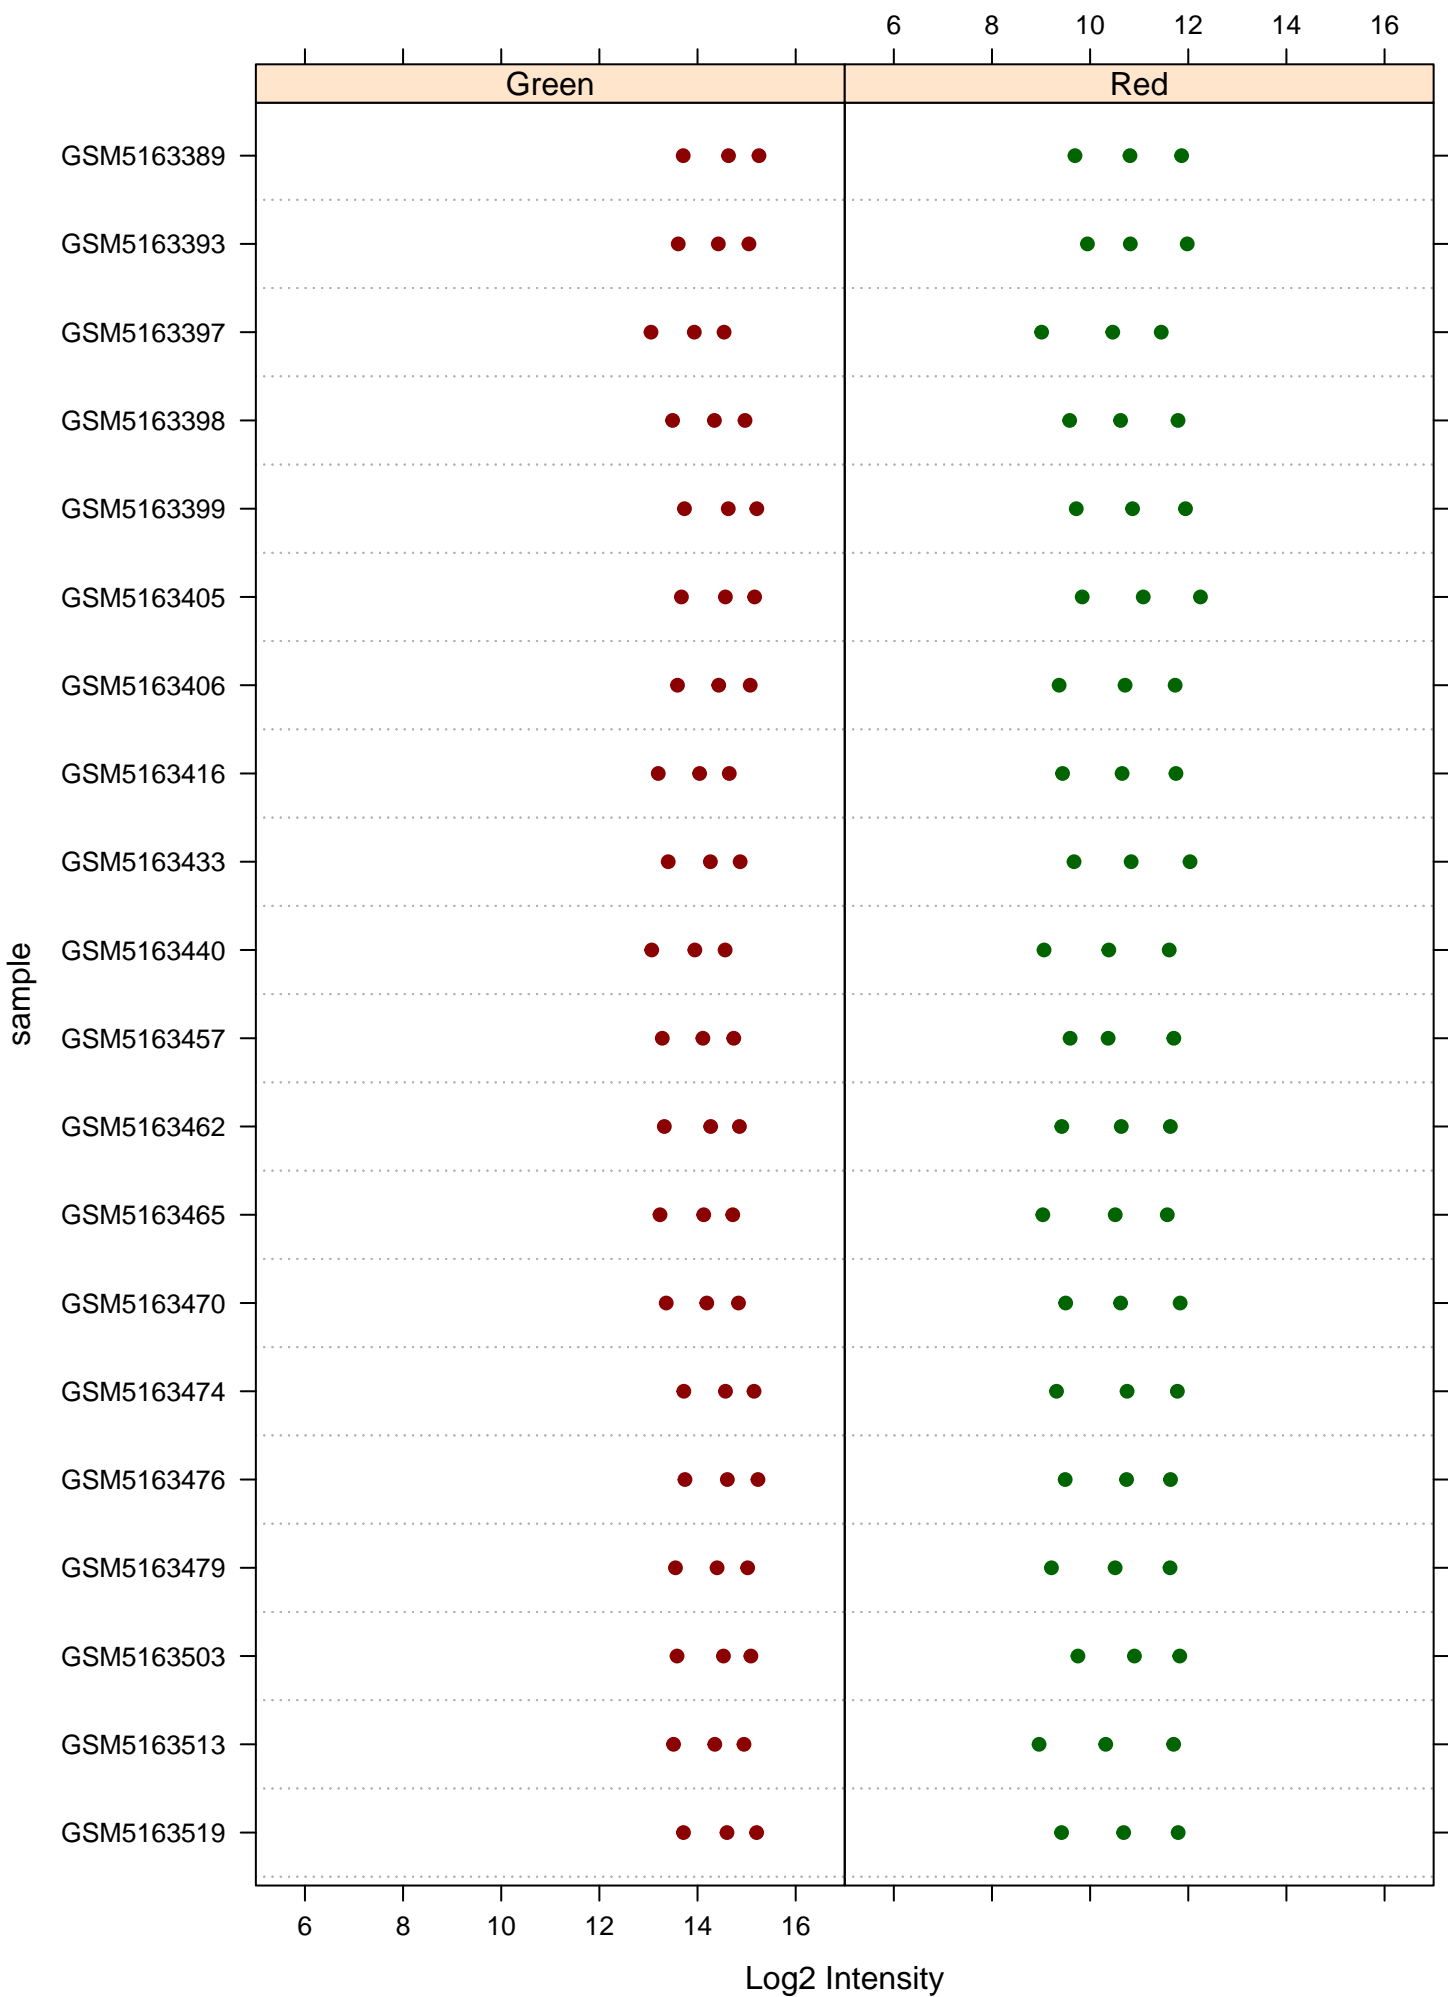 6 8 10 12 14 16
Green Red
GSM5163389
GSM5163393
GSM5163397
GSM5163398
GSM5163399
GSM5163405
GSM5163406
GSM5163416
GSM5163433
GSM5163440
GSM5163457
GSM5163462
GSM5163465
GSM5163470
GSM5163474
GSM5163476
GSM5163479
GSM5163503
GSM5163513
GSM5163519
sample
6 8 10 12 14 16
Log2 Intensity